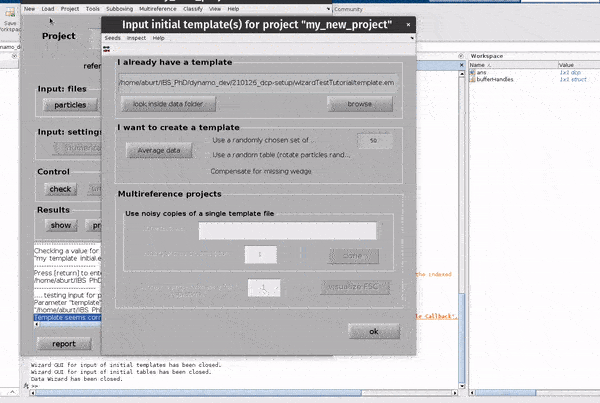 New Load Project Tools Subboxing Multireference Classify View Help
Community
Save
Project
Input: files
particles
Input: settings
Control
check
Results
show
report
Input initial template(s) for project "my_new_project"
Seeds Inspect Help
I already have a template
/home/aburt/IBS_PhD/dynamo_dev/210126_dcp-setup/wizardTestTutorial/template.em
look inside data folder
browse
I want to create a template
Average data
Use a randomly chosen set of ...
50
Use a random table (rotate particles rand...
Compensate for missing wedge
Multireference projects
Use noisy copies of a single template file
1
clone
1
visualize FSC
ok
Checking a value for
"my template initial.e
Press [return] to ente
/home/aburt/IBS_PhD
.... testing input for p
Parameter "template"
"/home/aburt/IBS_Ph
Template seems corr
the indexed
Callback'.
Wizard GUI for input of initial templates has been closed.
Wizard GUI for input of initial tables has been closed.
Data Wizard has been closed.
fx >>
Workspace
Name Value
ans 1x1 dcp
bufferHandles 1x1 struct